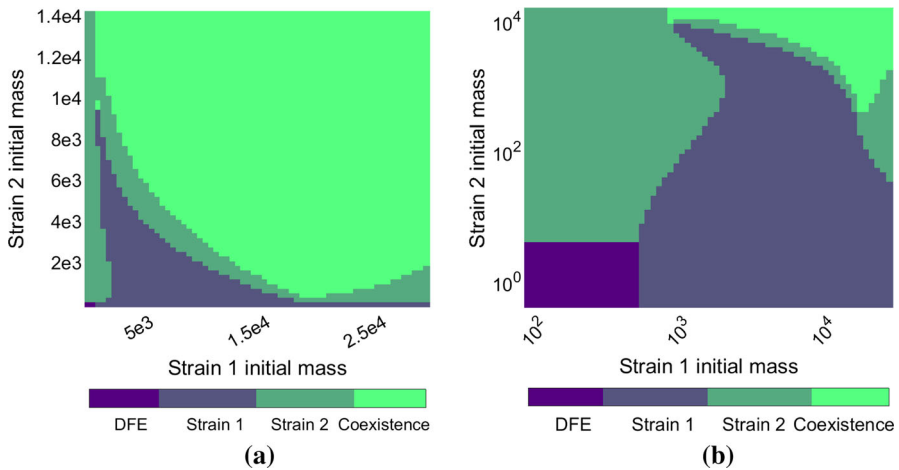 1.4e4
1.2e4
1e4
8e3
6e3
4e3
2e3
Strain 2 initial mass
5e3 1.5e4 2.5e4
Strain 1 initial mass
DFE Strain 1 Strain 2 Coexistence
(a)
10^4
10^2
10^0
Strain 2 initial mass
10^2 10^3 10^4
Strain 1 initial mass
DFE Strain 1 Strain 2 Coexistence
(b)